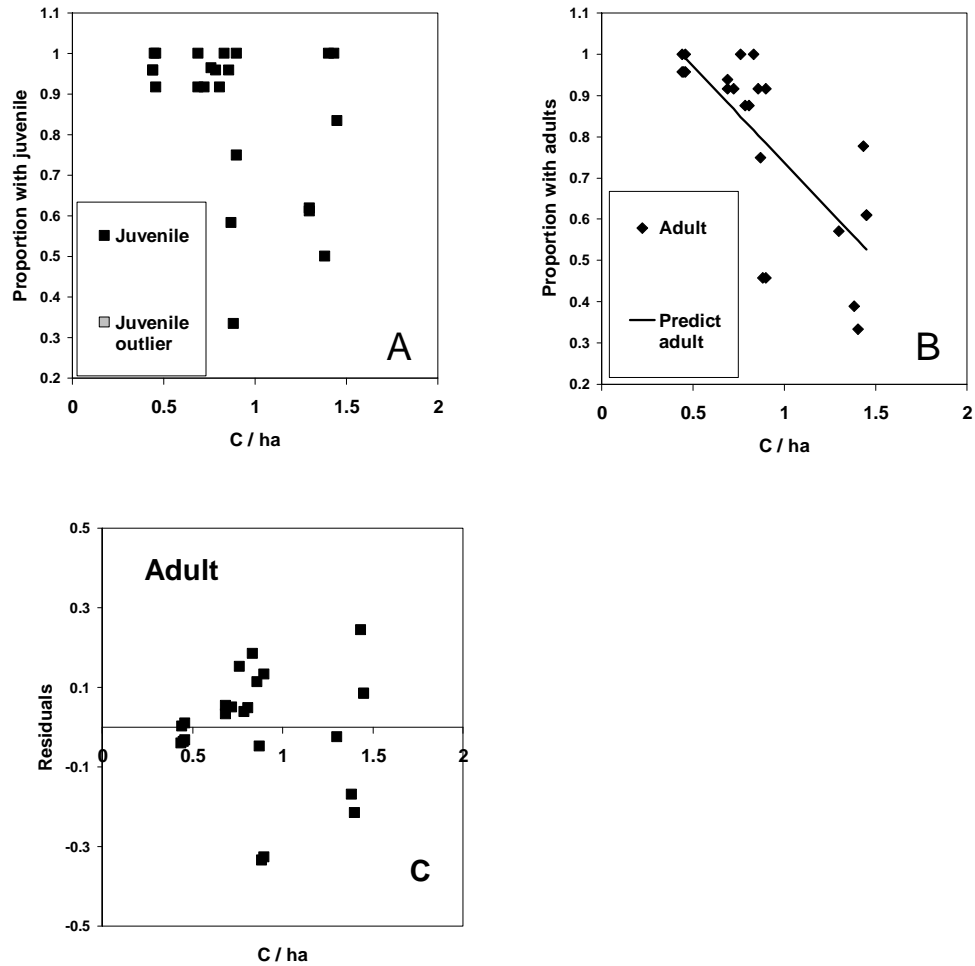 1.1
1
0.9
0.8
0.7
0.6
0.5
0.4
0.3
0.2
0 0.5 1 1.5 2
Proportion with juvenile
C / ha
Juvenile
Juvenile
outlier
A
1.1
1
0.9
0.8
0.7
0.6
0.5
0.4
0.3
0.2
0 0.5 1 1.5 2
Proportion with adults
C / ha
Adult
Predict
adult
B
0.5
0.3
0.1
-0.1
-0.3
-0.5
0 0.5 1 1.5 2
Residuals
C / ha
Adult
C